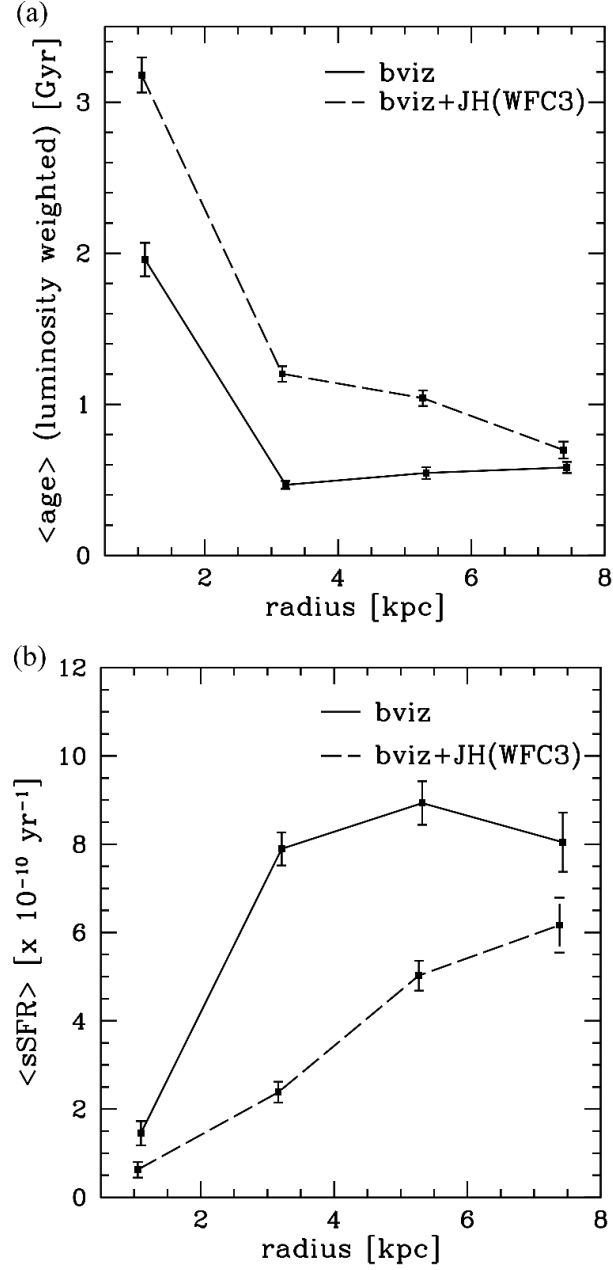 (a)
<age> (luminosity weighted) [Gyr]
3
2
1
0
bviz
bviz+JH(WFC3)
2 4 6 8
radius [kpc]
(b)
<sSFR> [x 10⁻¹⁰ yr⁻¹]
12
10
8
6
4
2
0
bviz
bviz+JH(WFC3)
2 4 6 8
radius [kpc]